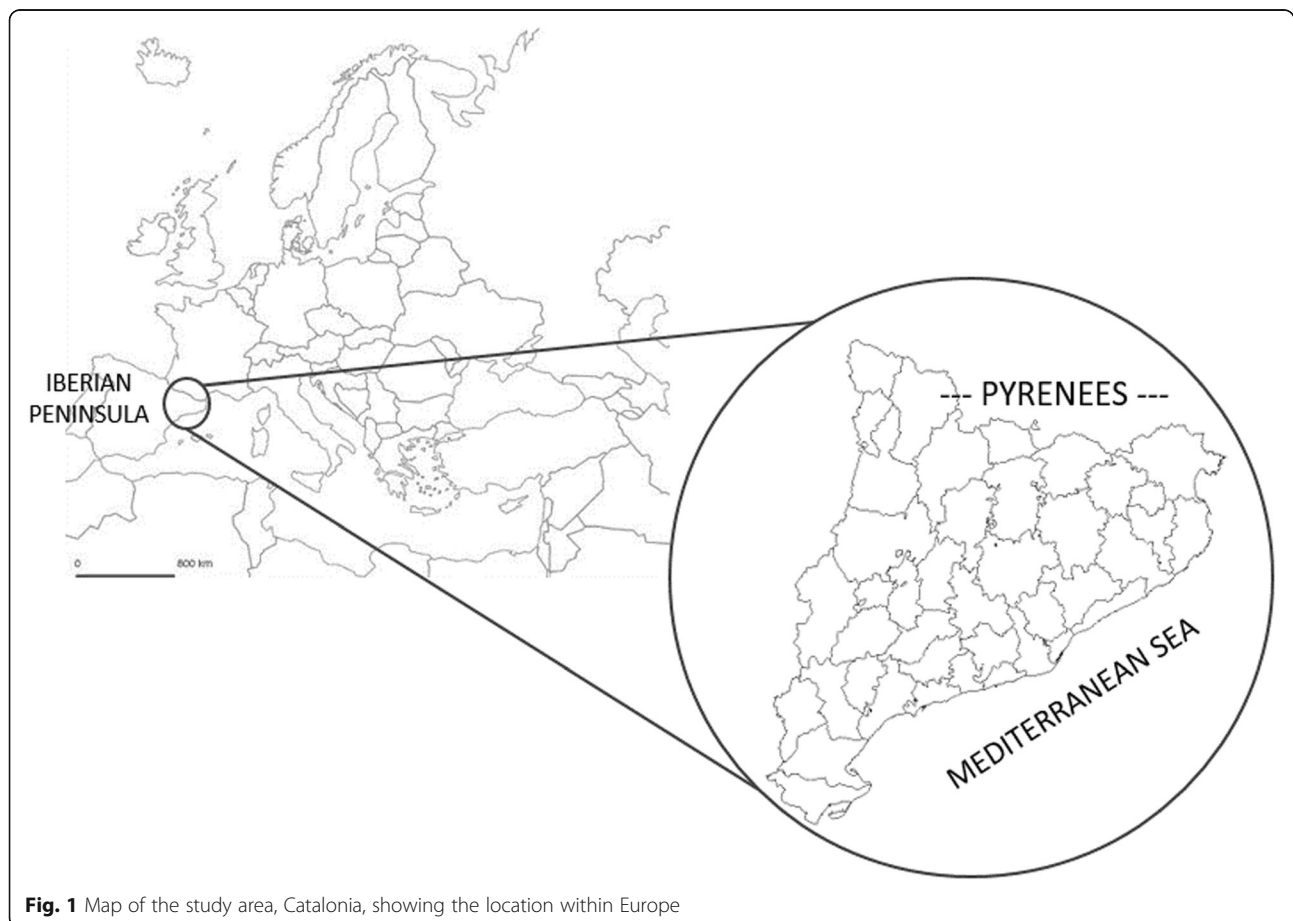 IBERIAN
PENINSULA
--- PYRENEES ---
MEDITERRANEAN SEA
0 800 km
Fig. 1 Map of the study area, Catalonia, showing the location within Europe